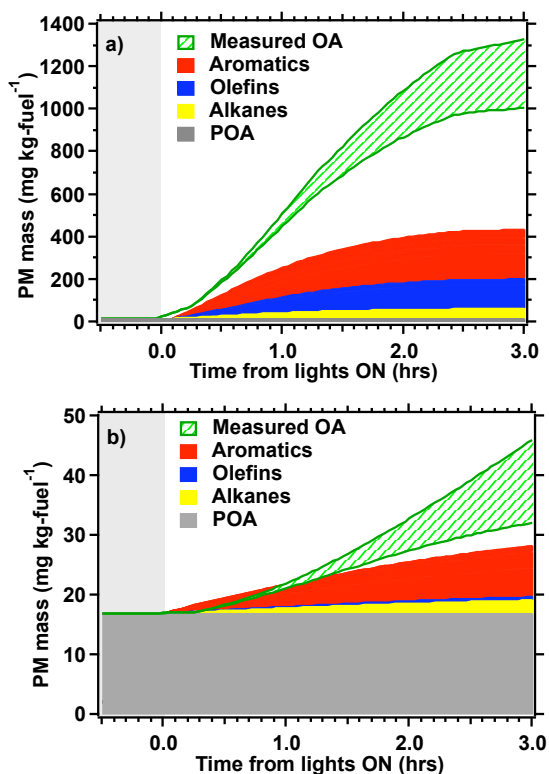 a)
Measured OA
Aromatics
Olefins
Alkanes
POA
PM mass (mg kg-fuel⁻¹)
1400
1200
1000
800
600
400
200
0
0.0 1.0 2.0 3.0
Time from lights ON (hrs)
b)
Measured OA
Aromatics
Olefins
Alkanes
POA
PM mass (mg kg-fuel⁻¹)
50
40
30
20
10
0
0.0 1.0 2.0 3.0
Time from lights ON (hrs)